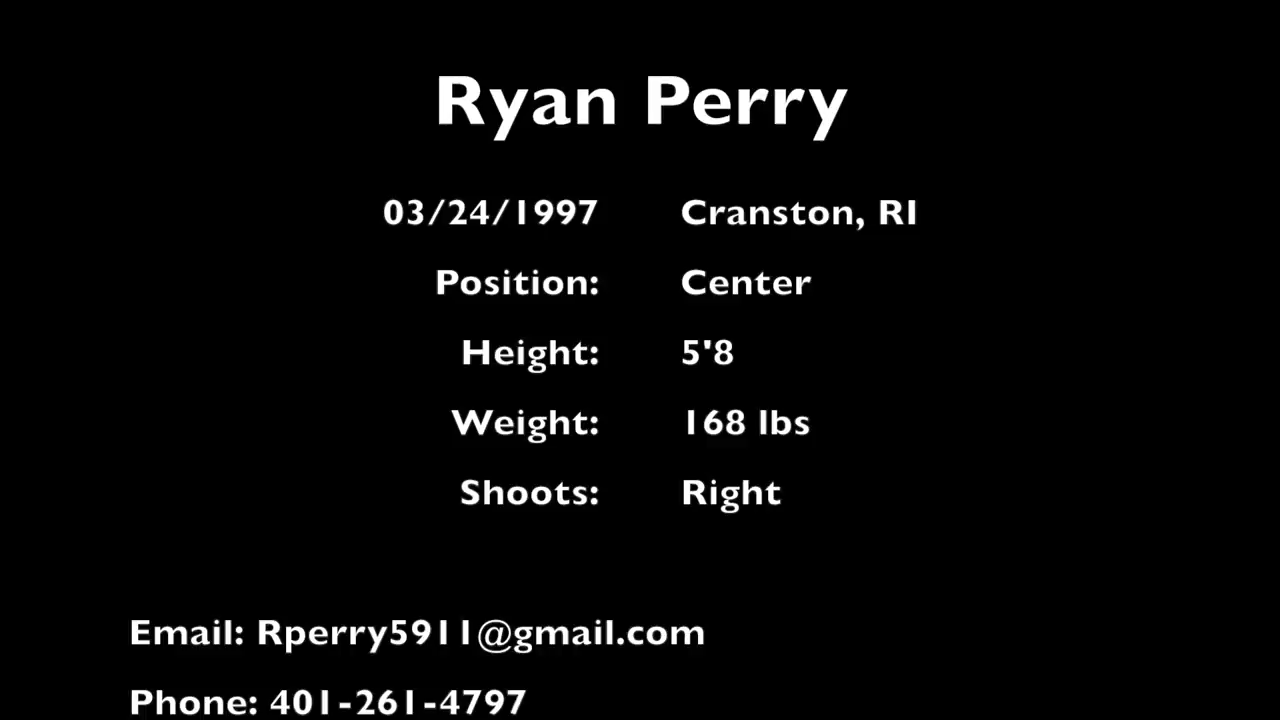 Ryan Perry
03/24/1997 Cranston, RI
Position: Center
Height: 5'8
Weight: 168 lbs
Shoots: Right
Email: Rperry5911@gmail.com
Phone: 401-261-4797